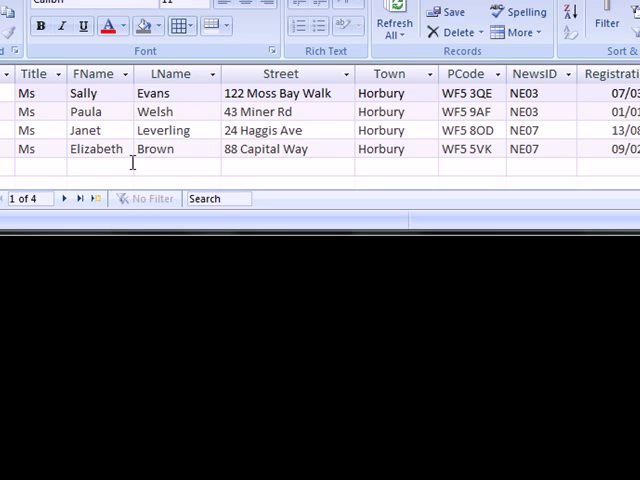 Calibri 11
Save Spelling
B I U Refresh All Delete More Filter
Font Rich Text Records Sort &
Title FName LName Street Town PCode NewsID Registrati
Ms Sally Evans 122 Moss Bay Walk Horbury WF5 3QE NE03 07/03
Ms Paula Welsh 43 Miner Rd Horbury WF5 9AF NE03 01/01
Ms Janet Leverling 24 Haggis Ave Horbury WF5 8OD NE07 13/08
Ms Elizabeth Brown 88 Capital Way Horbury WF5 5VK NE07 09/02
1 of 4 No Filter Search